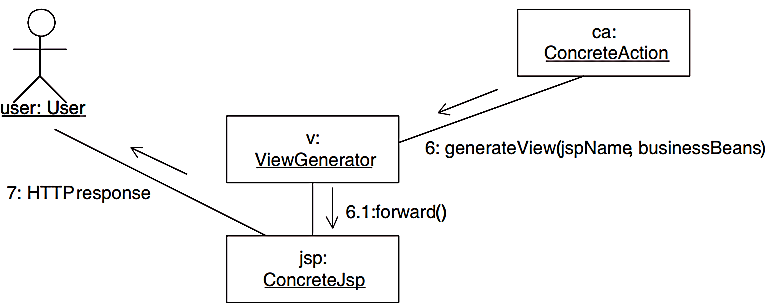 ca:
ConcreteAction
user: User
v:
ViewGenerator
6: generateView(jspName, businessBeans)
7: HTTPresponse
6.1:forward()
jsp:
ConcreteJsp